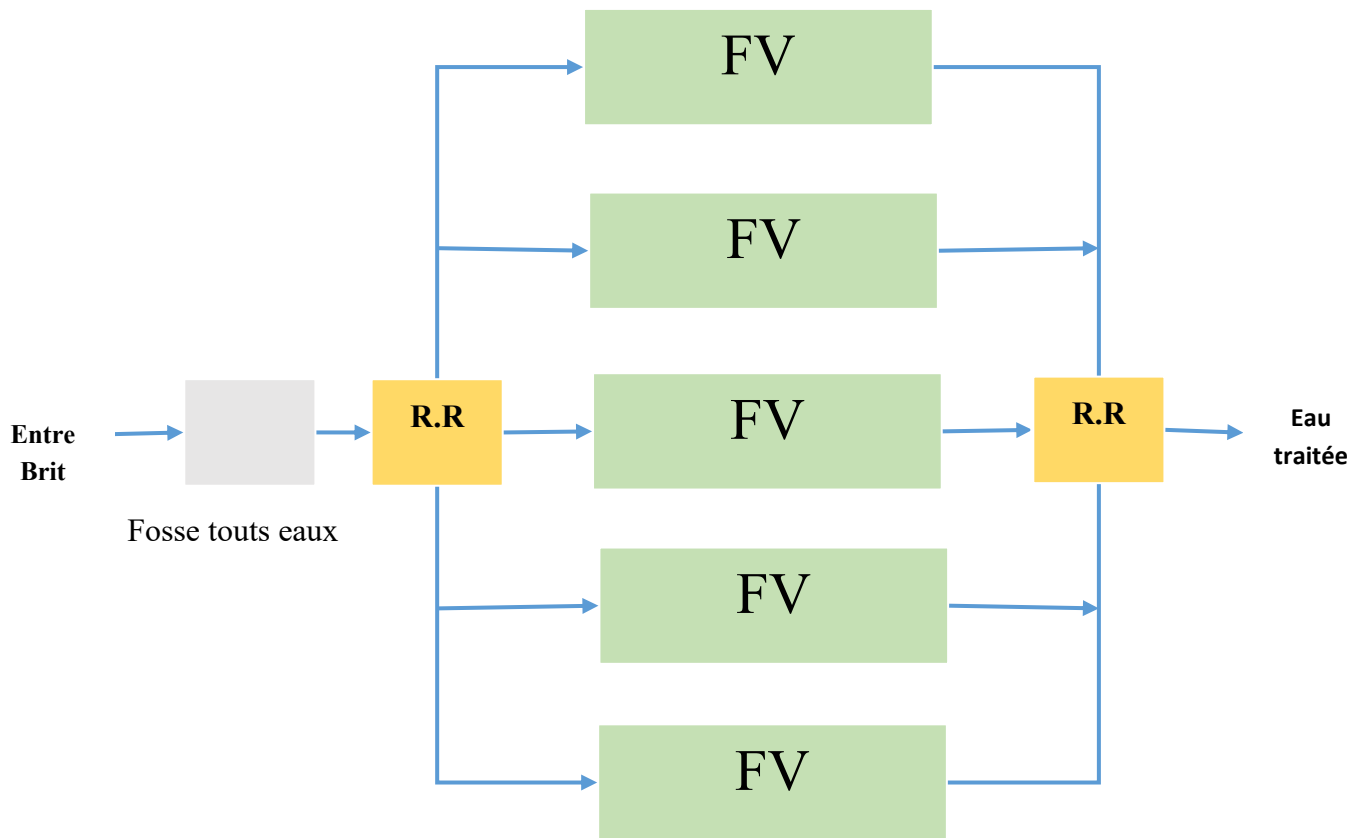 FV
FV
Entre
Brit
R.R
FV
R.R
Eau
traitée
Fosse touts eaux
FV
FV